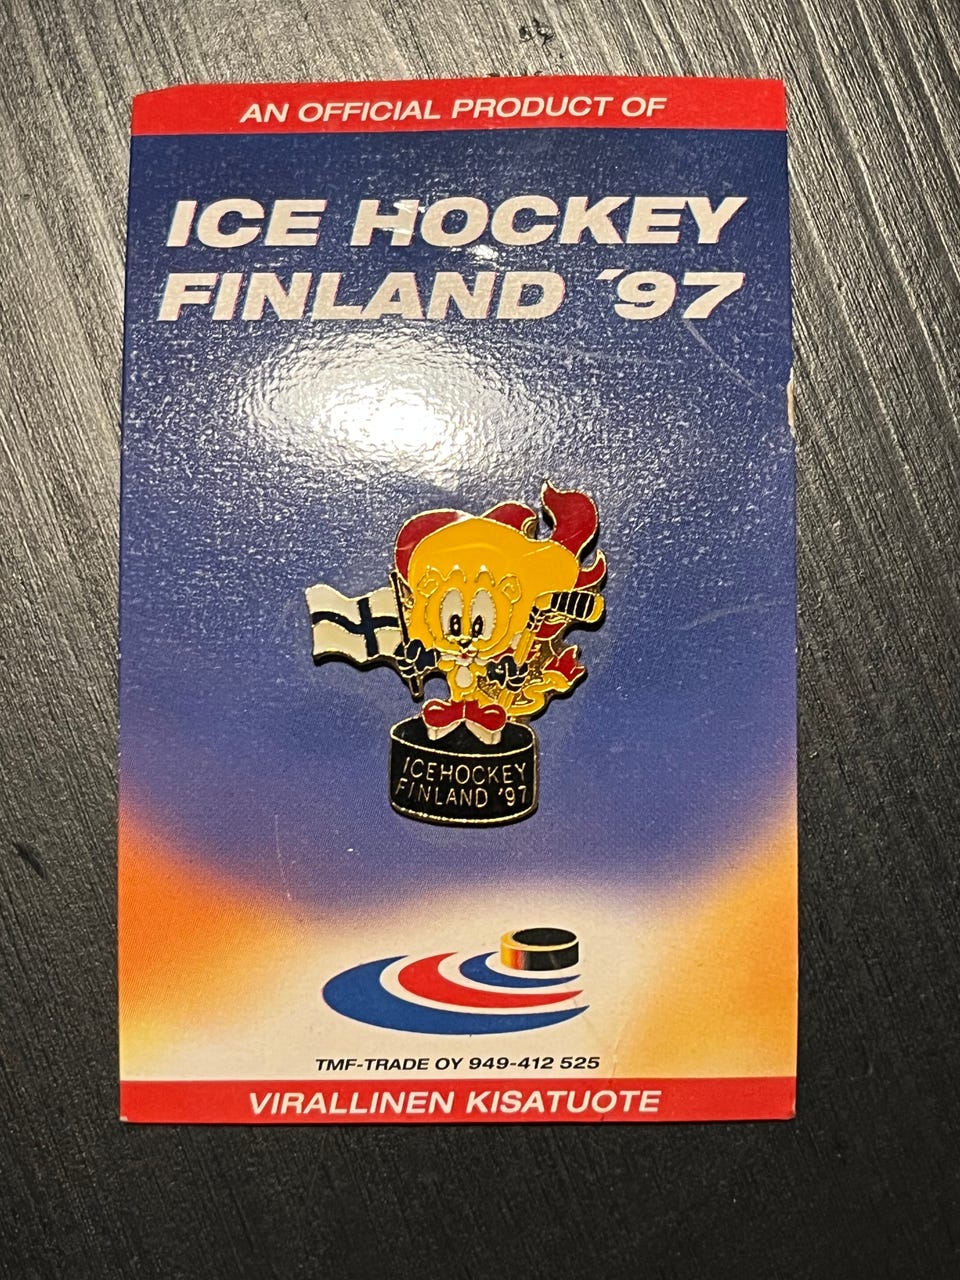 AN OFFICIAL PRODUCT OF
ICE HOCKEY
FINLAND ´97
ICEHOCKEY
FINLAND '97
TMF-TRADE OY 949-412 525
VIRALLINEN KISATUOTE